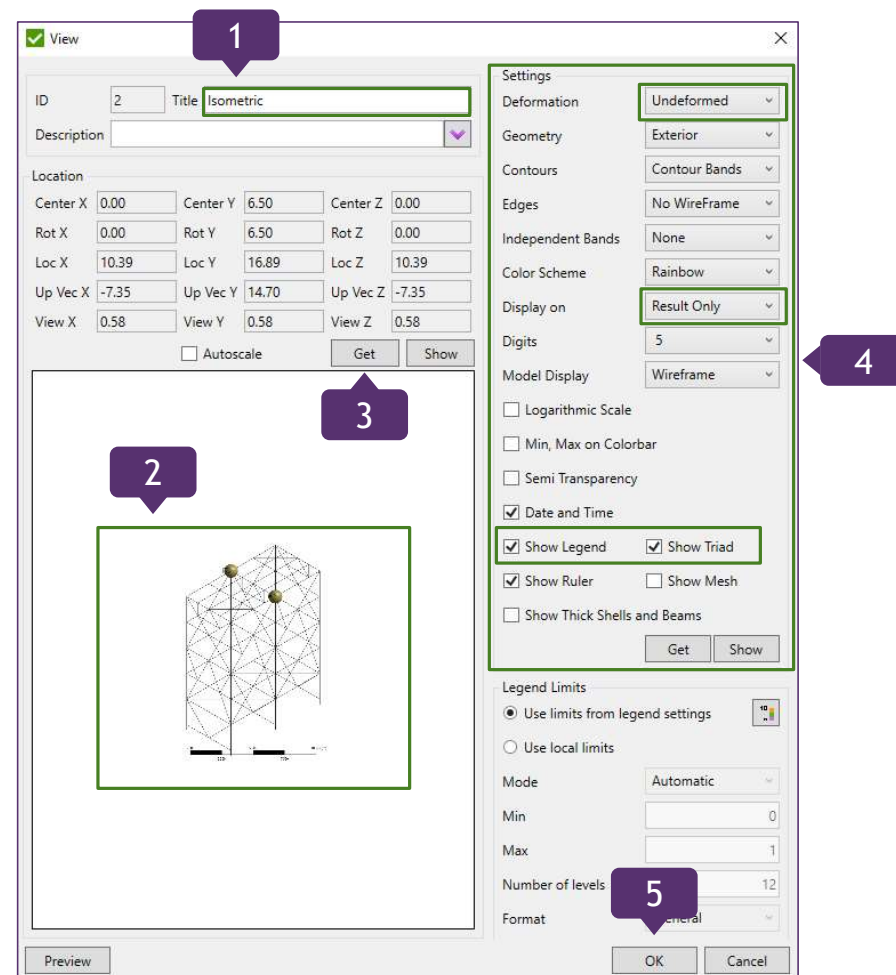 View
1
ID 2 Title Isometric
Description
Location
Center X 0.00 Center Y 6.50 Center Z 0.00
Rot X 0.00 Rot Y 6.50 Rot Z 0.00
Loc X 10.39 Loc Y 16.89 Loc Z 10.39
Up Vec X -7.35 Up Vec Y 14.70 Up Vec Z -7.35
View X 0.58 View Y 0.58 View Z 0.58
Autoscale Get Show
3
2
Settings
Deformation Undeformed
Geometry Exterior
Contours Contour Bands
Edges No WireFrame
Independent Bands None
Color Scheme Rainbow
Display on Result Only
Digits 5
Model Display Wireframe
4
Logarithmic Scale
Min, Max on Colorbar
Semi Transparency
Date and Time
Show Legend Show Triad
Show Ruler Show Mesh
Show Thick Shells and Beams
Get Show
Legend Limits
Use limits from legend settings
Use local limits
Mode Automatic
Min 0
Max 1
Number of levels 12
5
Format
Preview OK Cancel